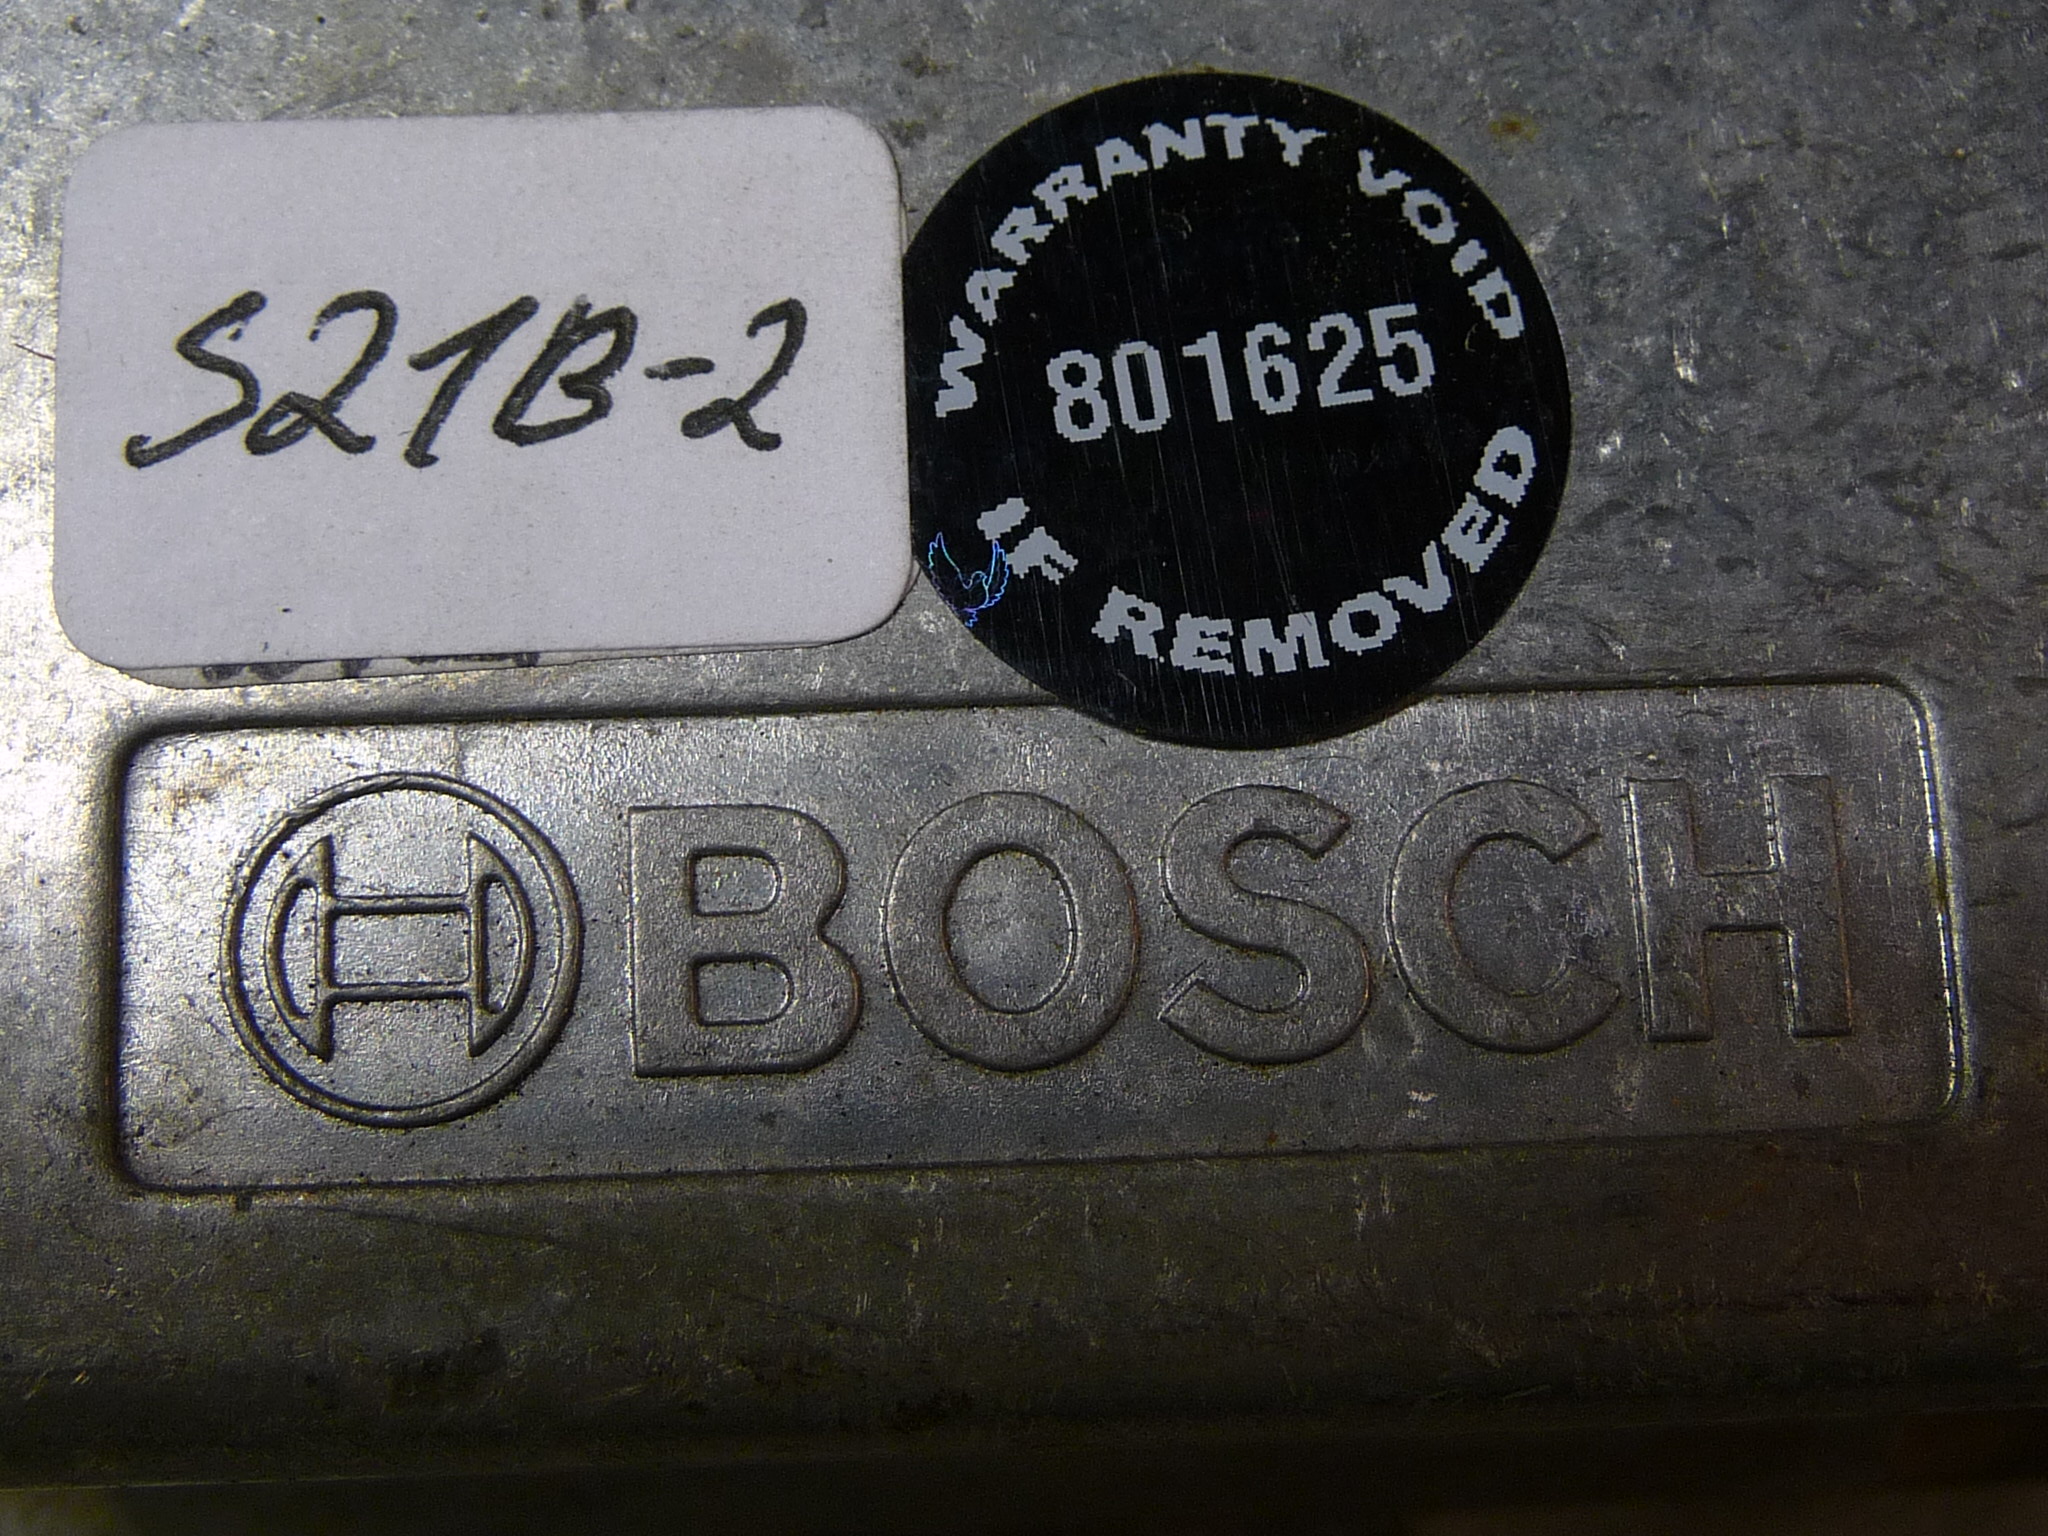 S21B-2
WARRANTY VOID
801625
IF REMOVED
BOSCH